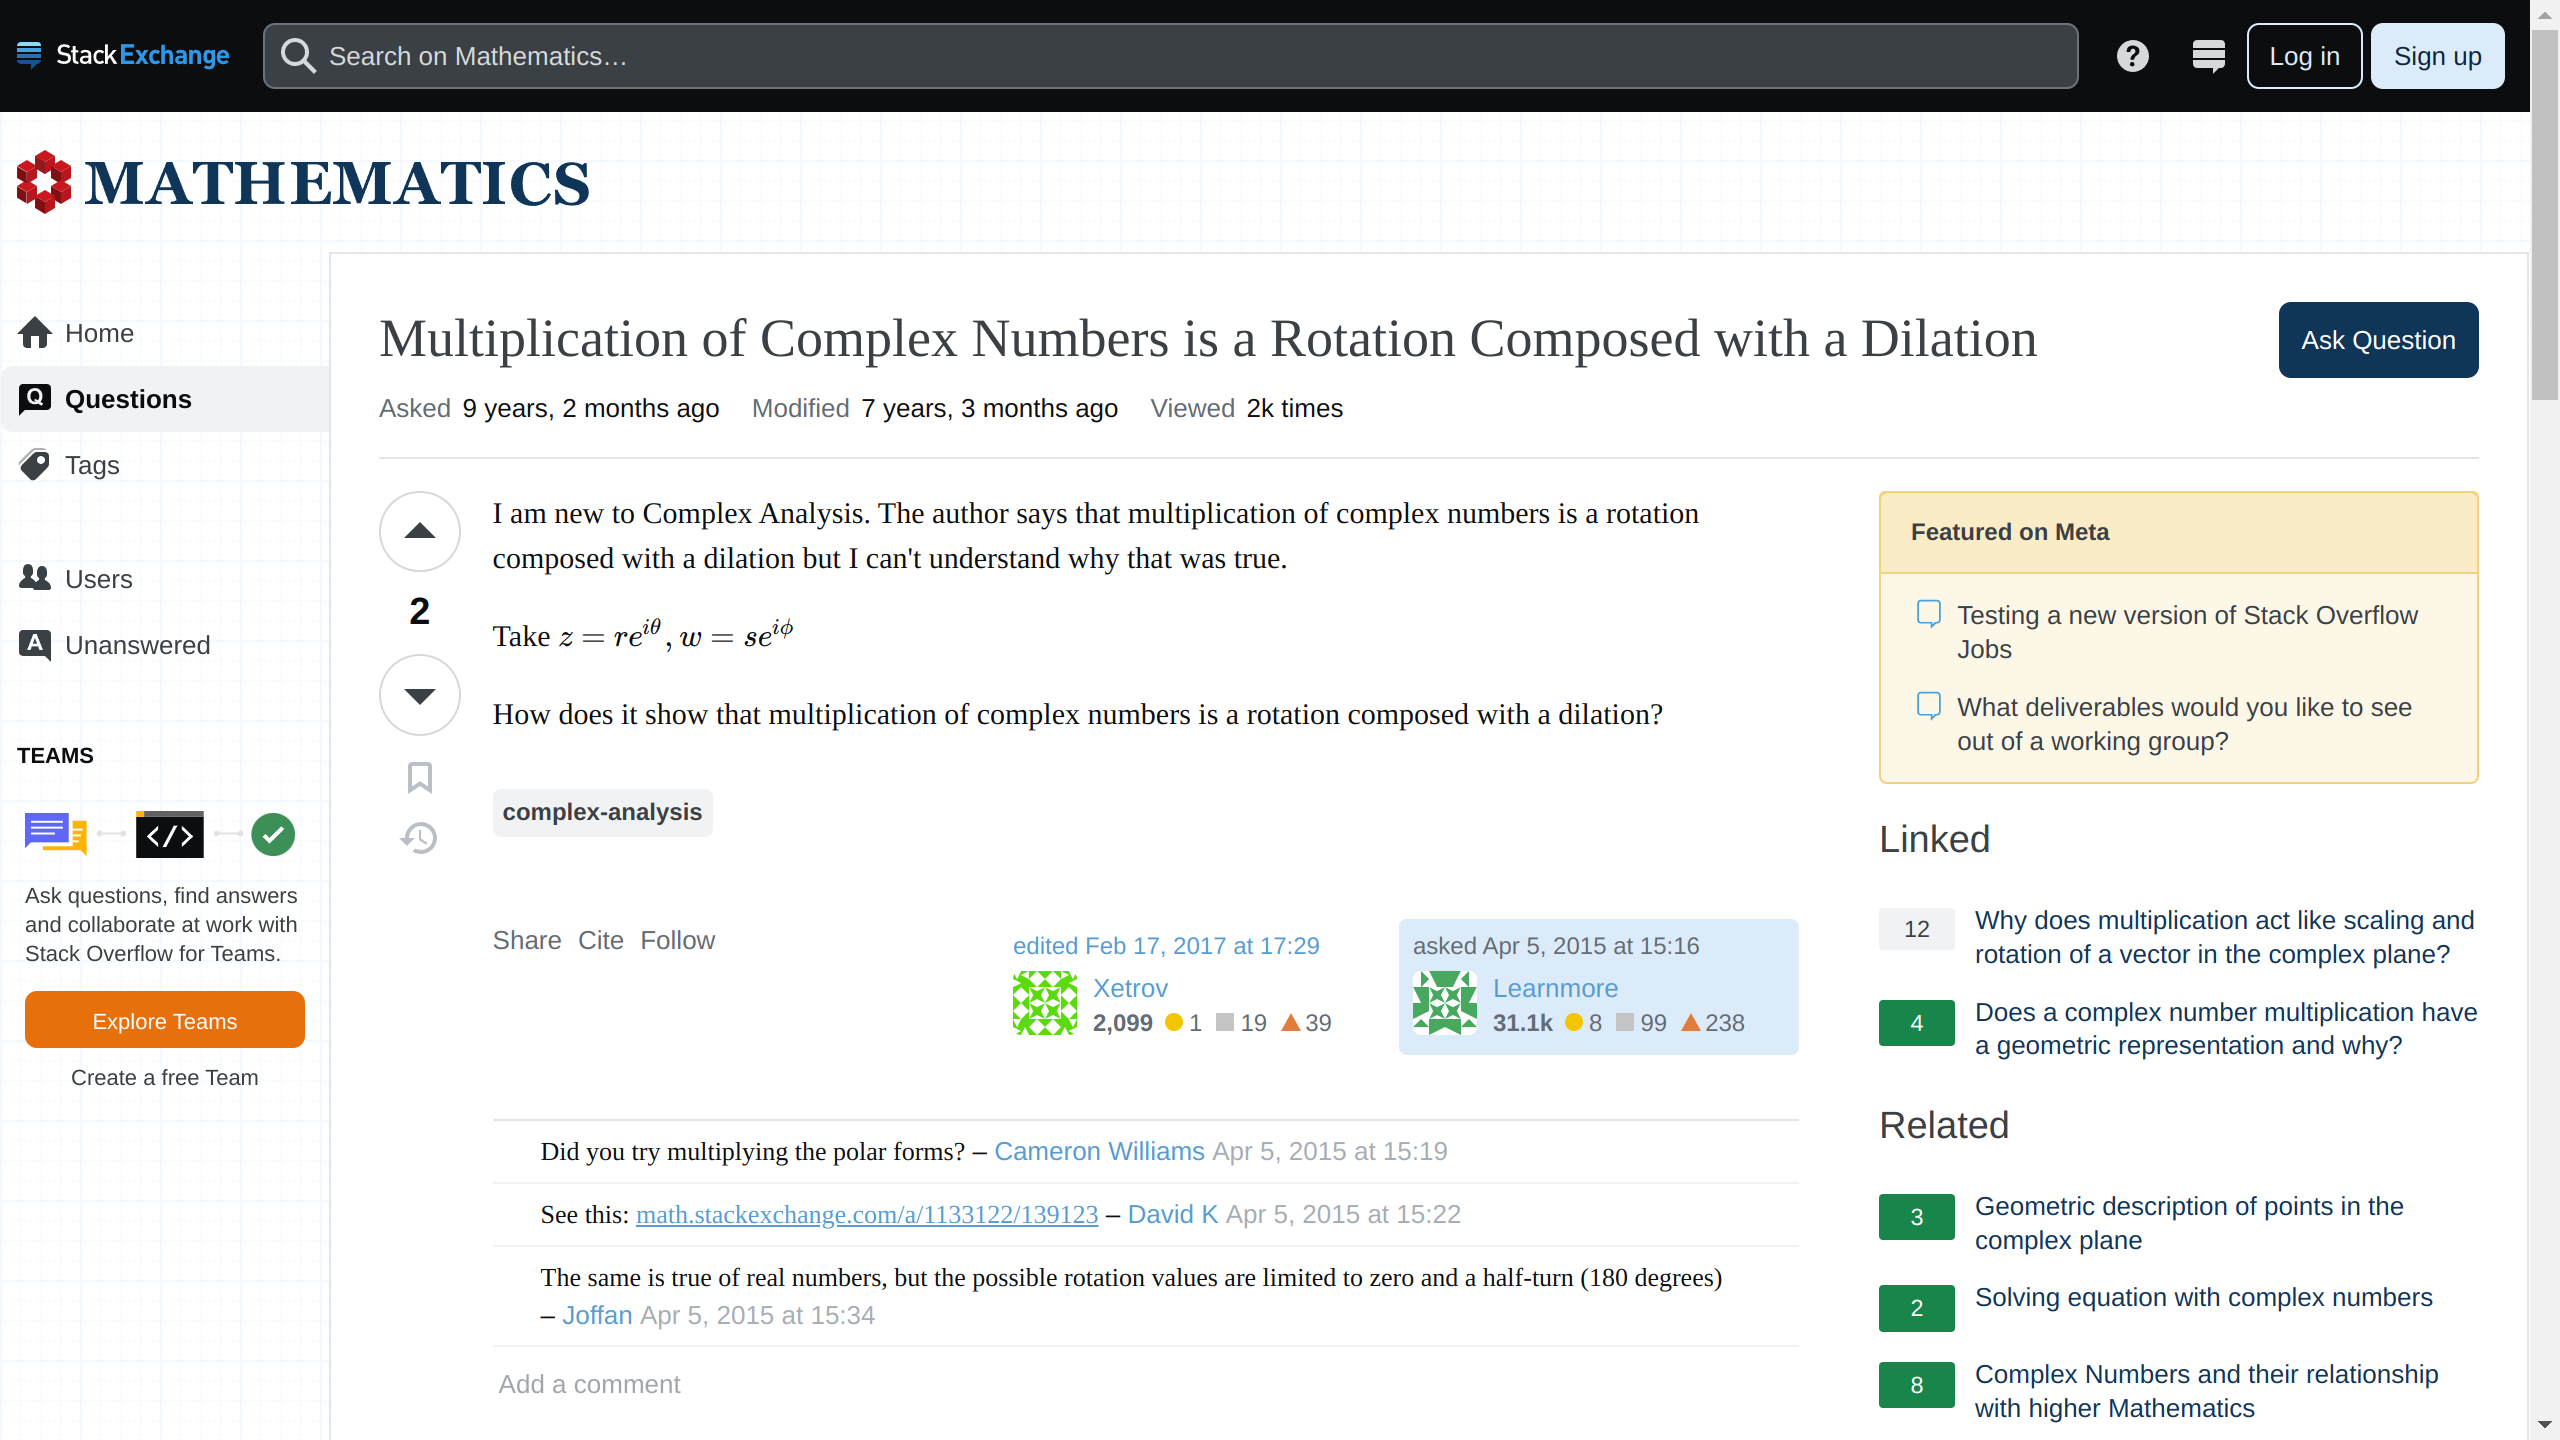 StackExchange
Search on Mathematics…
Log in
Sign up
MATHEMATICS
Home
Questions
Tags
Users
Unanswered
TEAMS
Ask questions, find answers
and collaborate at work with
Stack Overflow for Teams.
Explore Teams
Create a free Team
Multiplication of Complex Numbers is a Rotation Composed with a Dilation
Ask Question
Asked 9 years, 2 months ago Modified 7 years, 3 months ago Viewed 2k times
2
I am new to Complex Analysis. The author says that multiplication of complex numbers is a rotation
composed with a dilation but I can't understand why that was true.
Take z = re^{iθ}, w = se^{iϕ}
How does it show that multiplication of complex numbers is a rotation composed with a dilation?
complex-analysis
Share Cite Follow
edited Feb 17, 2017 at 17:29
Xetrov
2,099 1 19 39
asked Apr 5, 2015 at 15:16
Learnmore
31.1k 8 99 238
Did you try multiplying the polar forms? – Cameron Williams Apr 5, 2015 at 15:19
See this: math.stackexchange.com/a/1133122/139123 – David K Apr 5, 2015 at 15:22
The same is true of real numbers, but the possible rotation values are limited to zero and a half-turn (180 degrees)
– Joffan Apr 5, 2015 at 15:34
Add a comment
Featured on Meta
Testing a new version of Stack Overflow
Jobs
What deliverables would you like to see
out of a working group?
Linked
12 Why does multiplication act like scaling and
rotation of a vector in the complex plane?
4 Does a complex number multiplication have
a geometric representation and why?
Related
3 Geometric description of points in the
complex plane
2 Solving equation with complex numbers
8 Complex Numbers and their relationship
with higher Mathematics